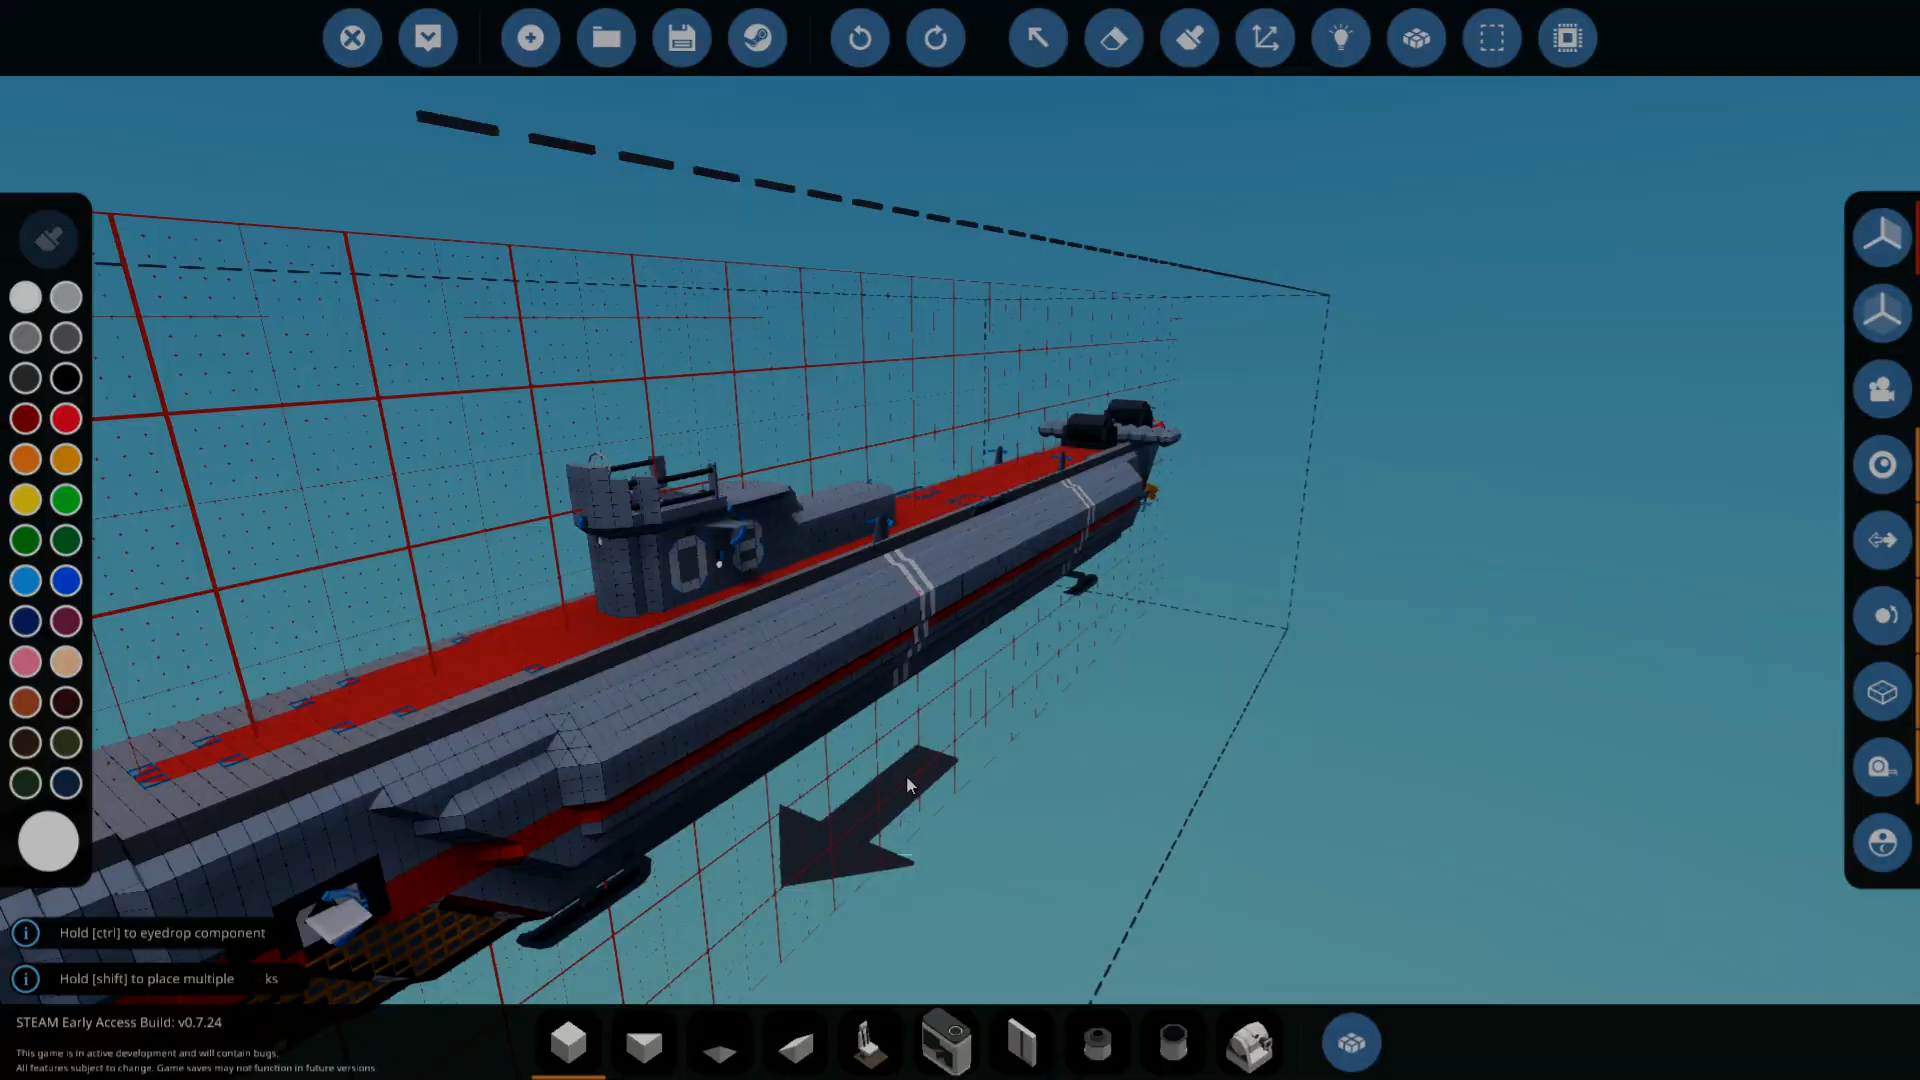 08
Hold [ctrl] to eyedrop component
Hold [shift] to place multiple ks
STEAM Early Access Build: v0.7.24
This game is in active development and will contain bugs.
All features subject to change. Game saves may not function in future versions.